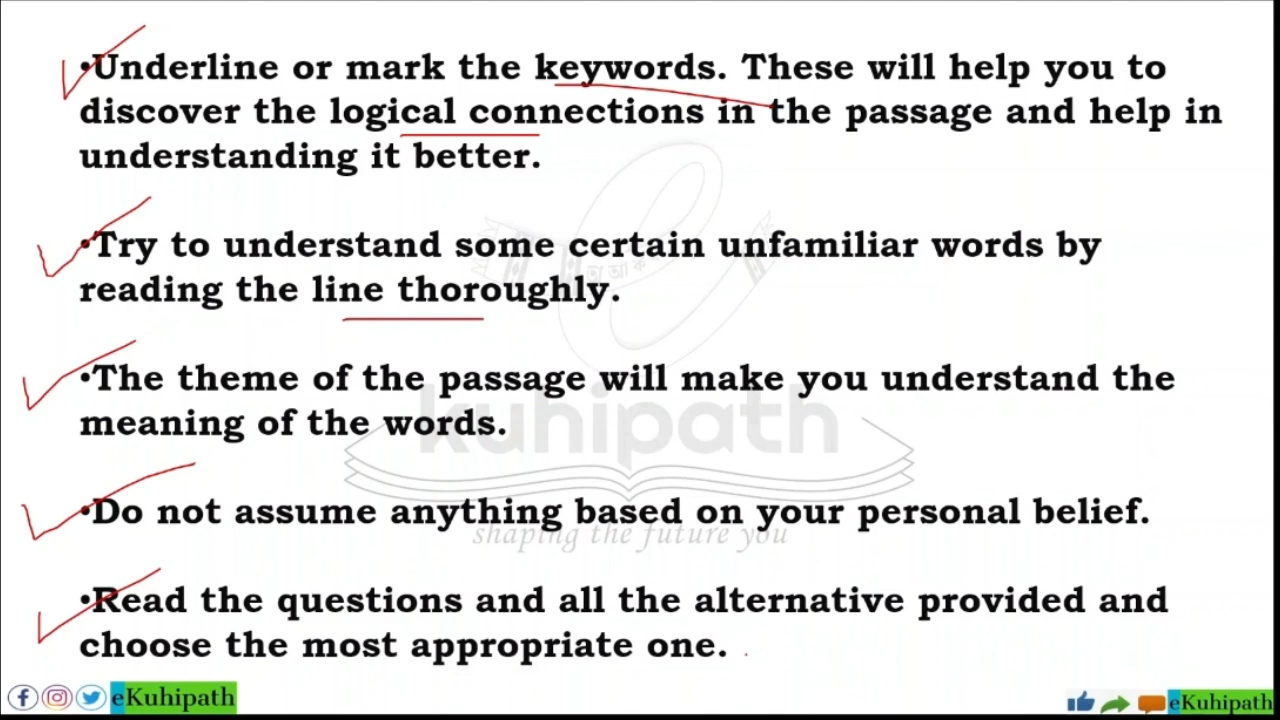 •Underline or mark the keywords. These will help you to
discover the logical connections in the passage and help in
understanding it better.
•Try to understand some certain unfamiliar words by
reading the line thoroughly.
•The theme of the passage will make you understand the
meaning of the words.
•Do not assume anything based on your personal belief.
•Read the questions and all the alternative provided and
choose the most appropriate one.
kuhipath
shaping the future you
eKuhipath
eKuhipath